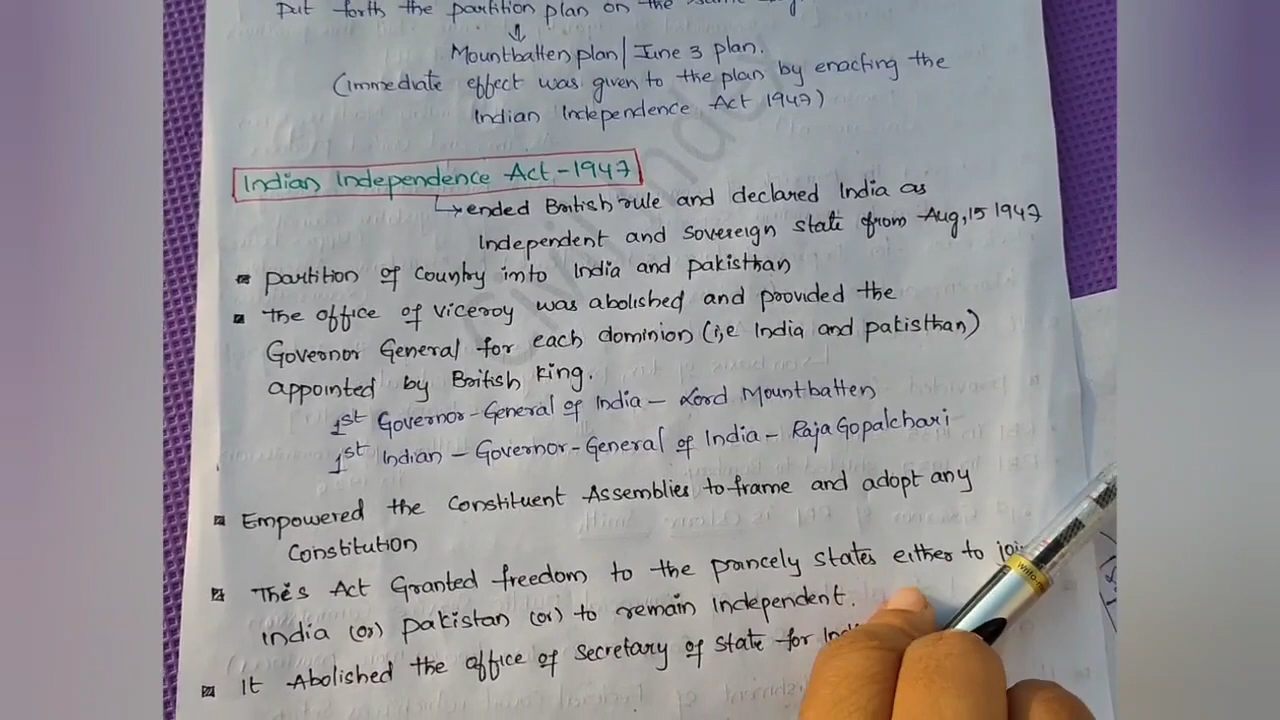 put forth the partition plan on the same
Mountbatten plan / June 3 plan.
(immediate effect was given to the plan by enacting the
Indian Independence Act 1947)
Indian Independence Act - 1947
ended British rule and declared India as
Independent and sovereign state from Aug, 15 1947
partition of country into India and pakisthan
the office of viceroy was abolished and provided the
Governor General for each dominion (i,e India and pakisthan)
appointed by British king.
1st Governor-General of India - Lord Mountbatten
1st Indian - Governor-General of India - Raja Gopalchari
Empowered the Constituent Assemblies to frame and adopt any
Constitution
This Act Granted freedom to the princely states either to
india (or) pakistan (or) to remain independent.
It Abolished the office of secretary of state for
Civil Index